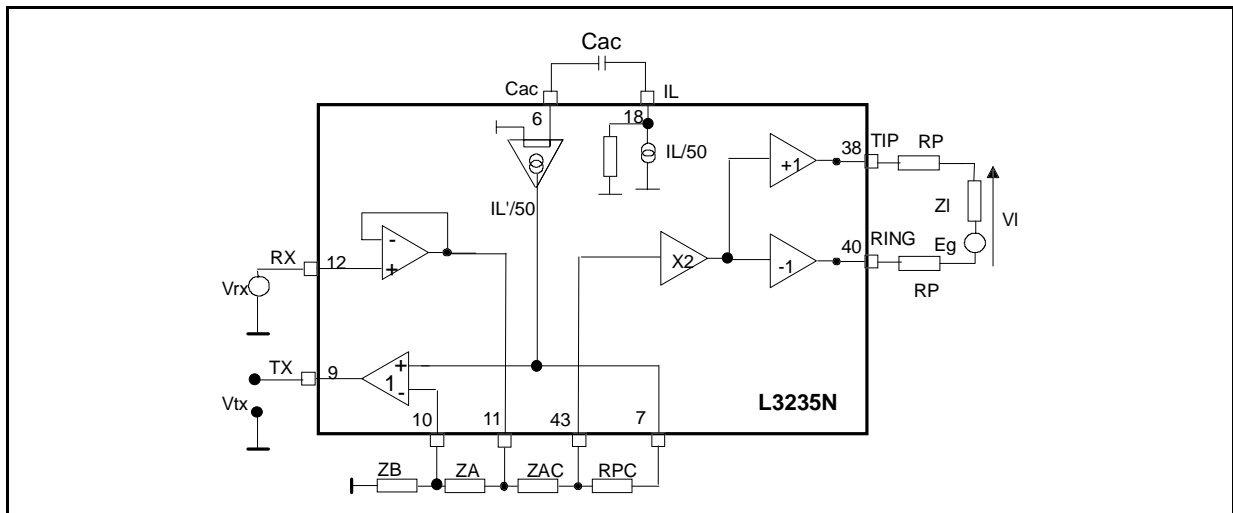 Cac
Cac
IL
6
18
IL/50
IL'/50
38
TIP
RP
+1
ZI
VI
Eg
40
RING
X2
-1
RP
RX
12
-
+
Vrx
TX
9
+
1
-
Vtx
L3235N
10
11
43
7
ZB
ZA
ZAC
RPC